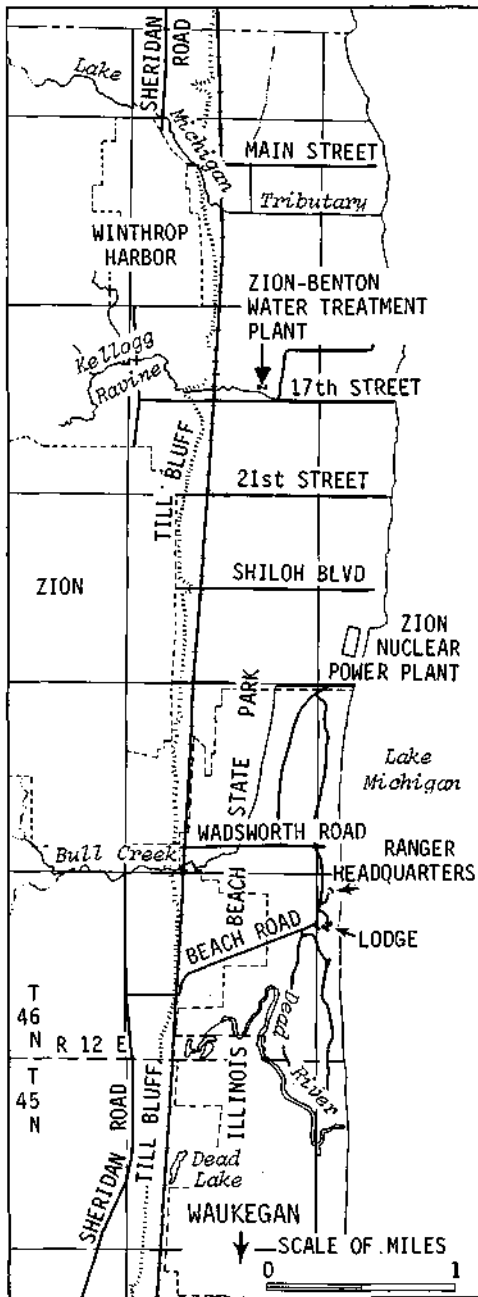 SHERIDAN
ROAD
Lake
Michigan
MAIN STREET
Tributary
WINTHROP
HARBOR
ZION-BENTON
WATER TREATMENT
PLANT
Kellogg
Ravine
17th STREET
TILL BLUFF
21st STREET
SHILOH BLVD
ZION
ZION
NUCLEAR
POWER PLANT
ILLINOIS BEACH STATE PARK
Lake
Michigan
WADSWORTH ROAD
Bull Creek
RANGER
HEADQUARTERS
BEACH ROAD
LODGE
T
46
N
R 12 E
Dead River
T
45
N
SHERIDAN ROAD
TILL BLUFF
Dead
Lake
WAUKEGAN
SCALE OF MILES
0 1